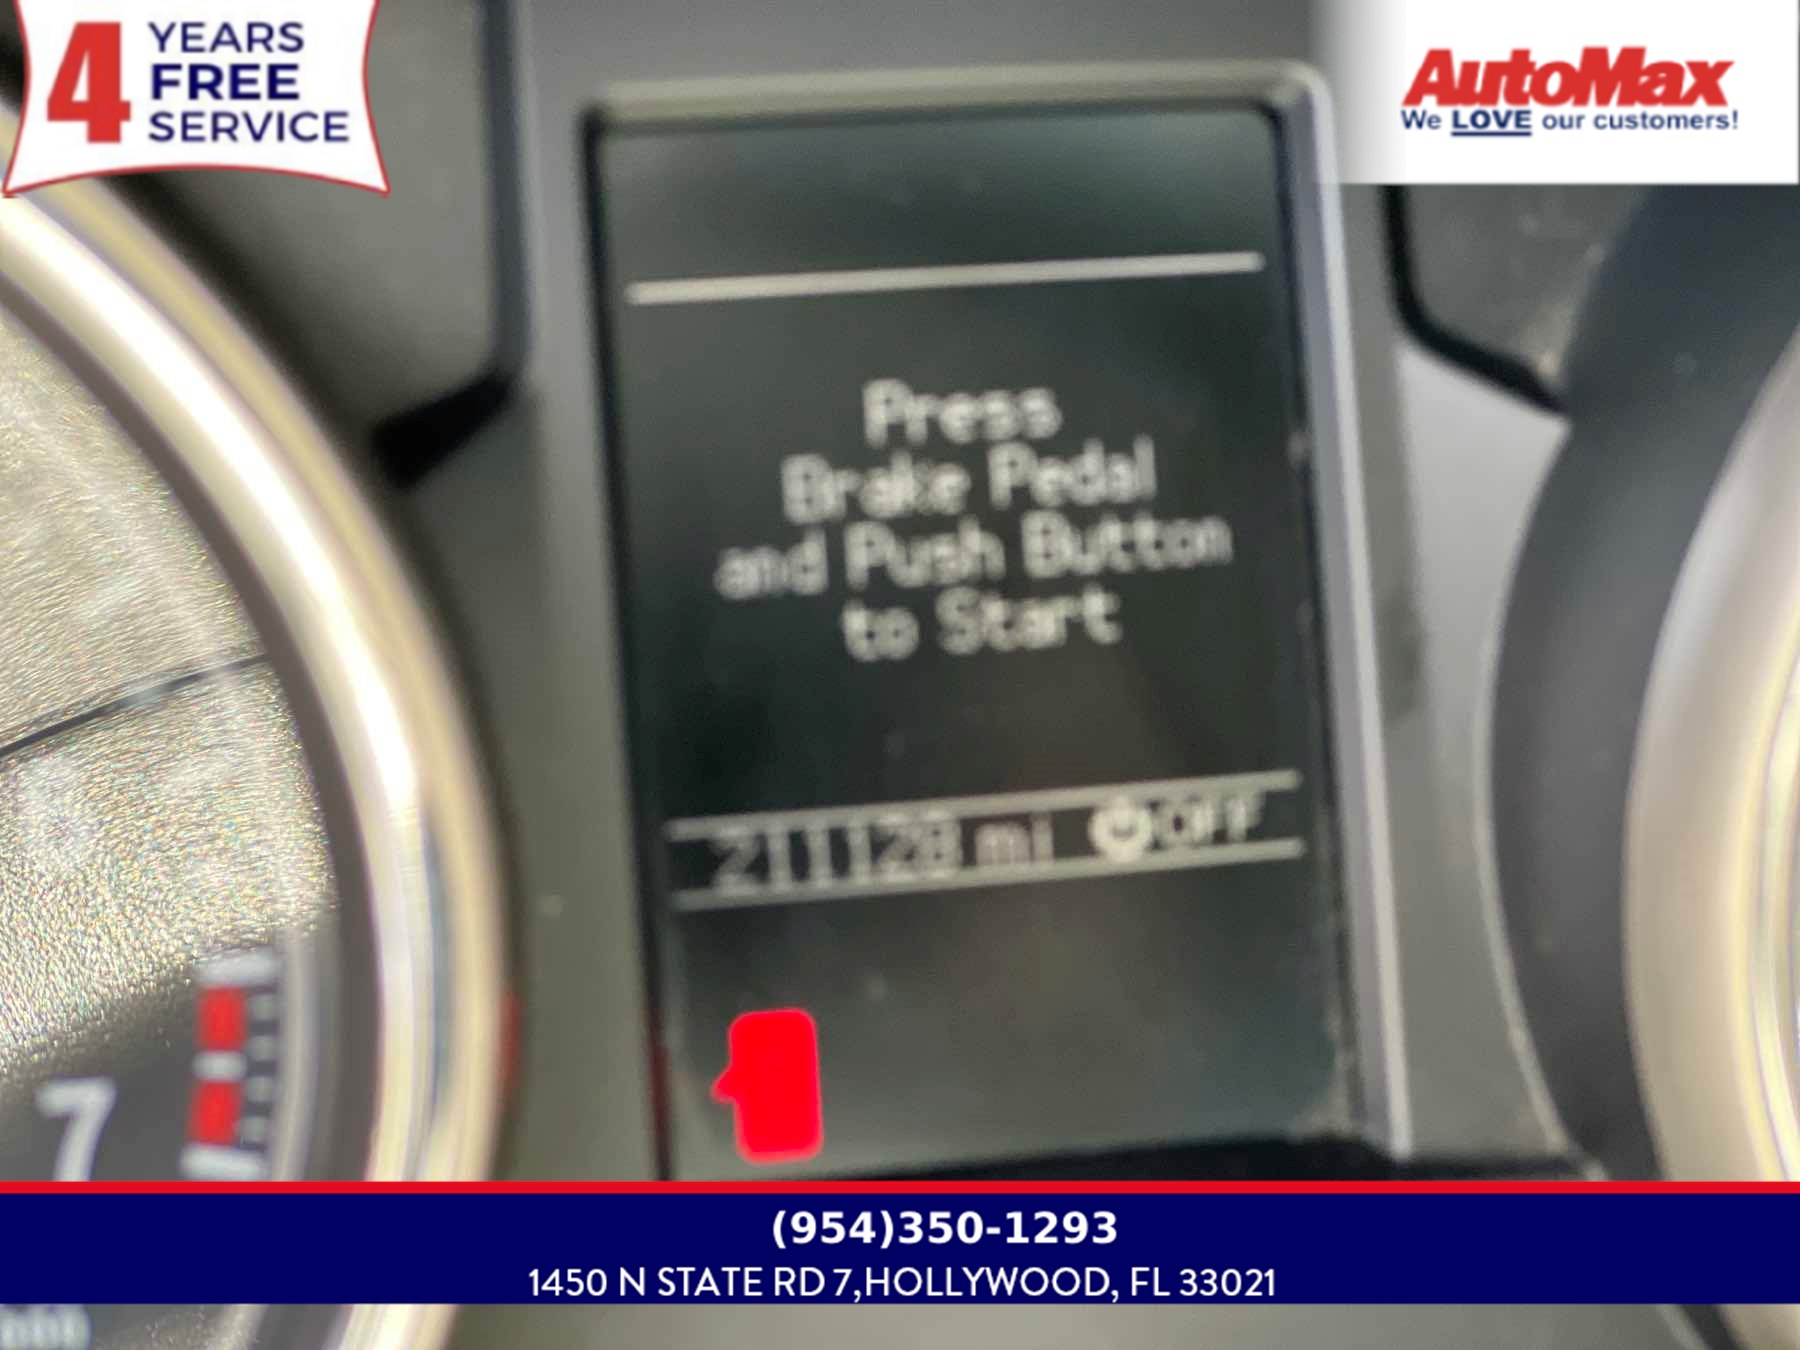 4 YEARS
FREE
SERVICE
AutoMax
We LOVE our customers!
Press
Brake Pedal
and Push Button
to Start
211128 mi OFF
7
(954)350-1293
1450 N STATE RD 7,HOLLYWOOD, FL 33021